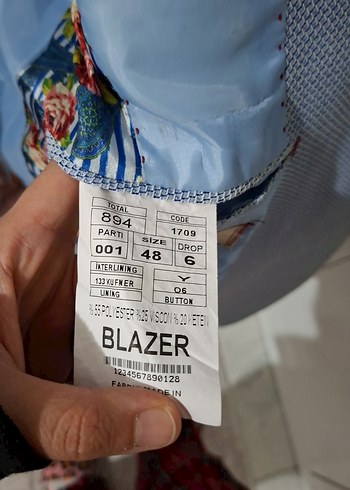 TOTAL CODE
894 1709
PARTI SIZE DROP
001 48 6
INTERLINING
133 KUFNER 06
LINING BUTTON
%55 POLYESTER %25 VISCON % 20 KETEN
BLAZER
1234567890128
MADE IN